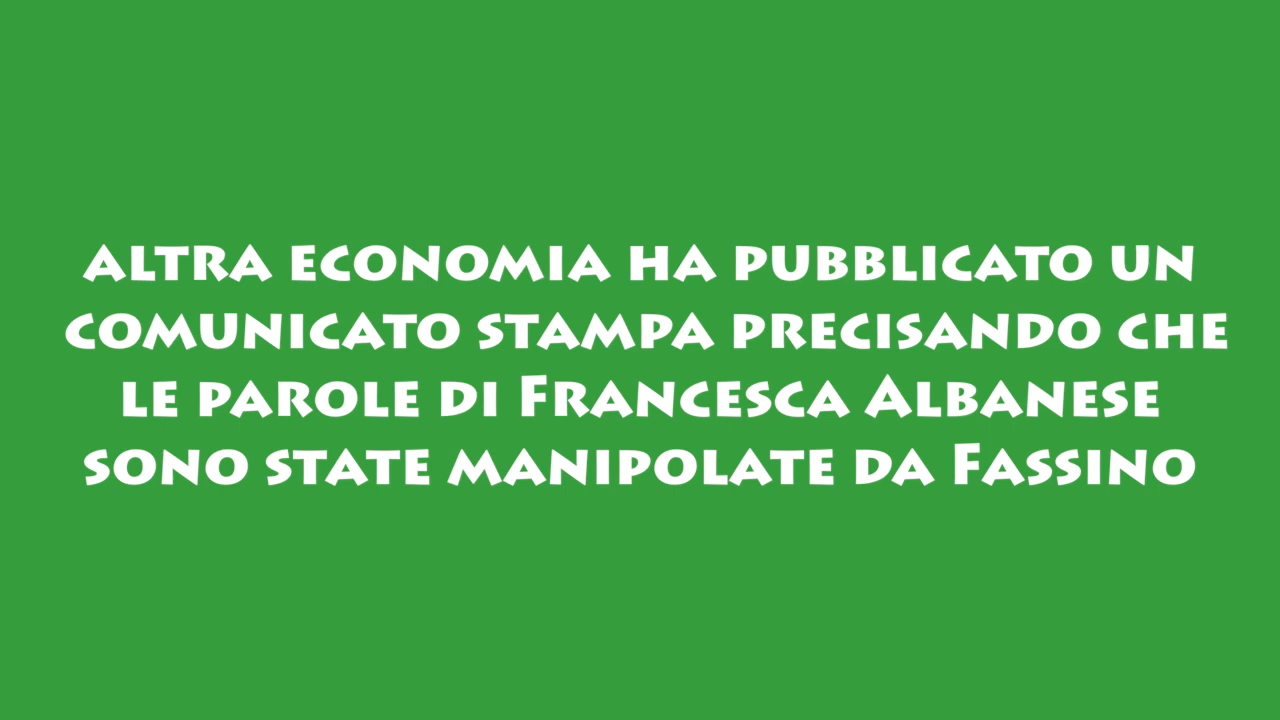 altra economia ha pubblicato un
comunicato stampa precisando che
le parole di Francesca Albanese
sono state manipolate da Fassino